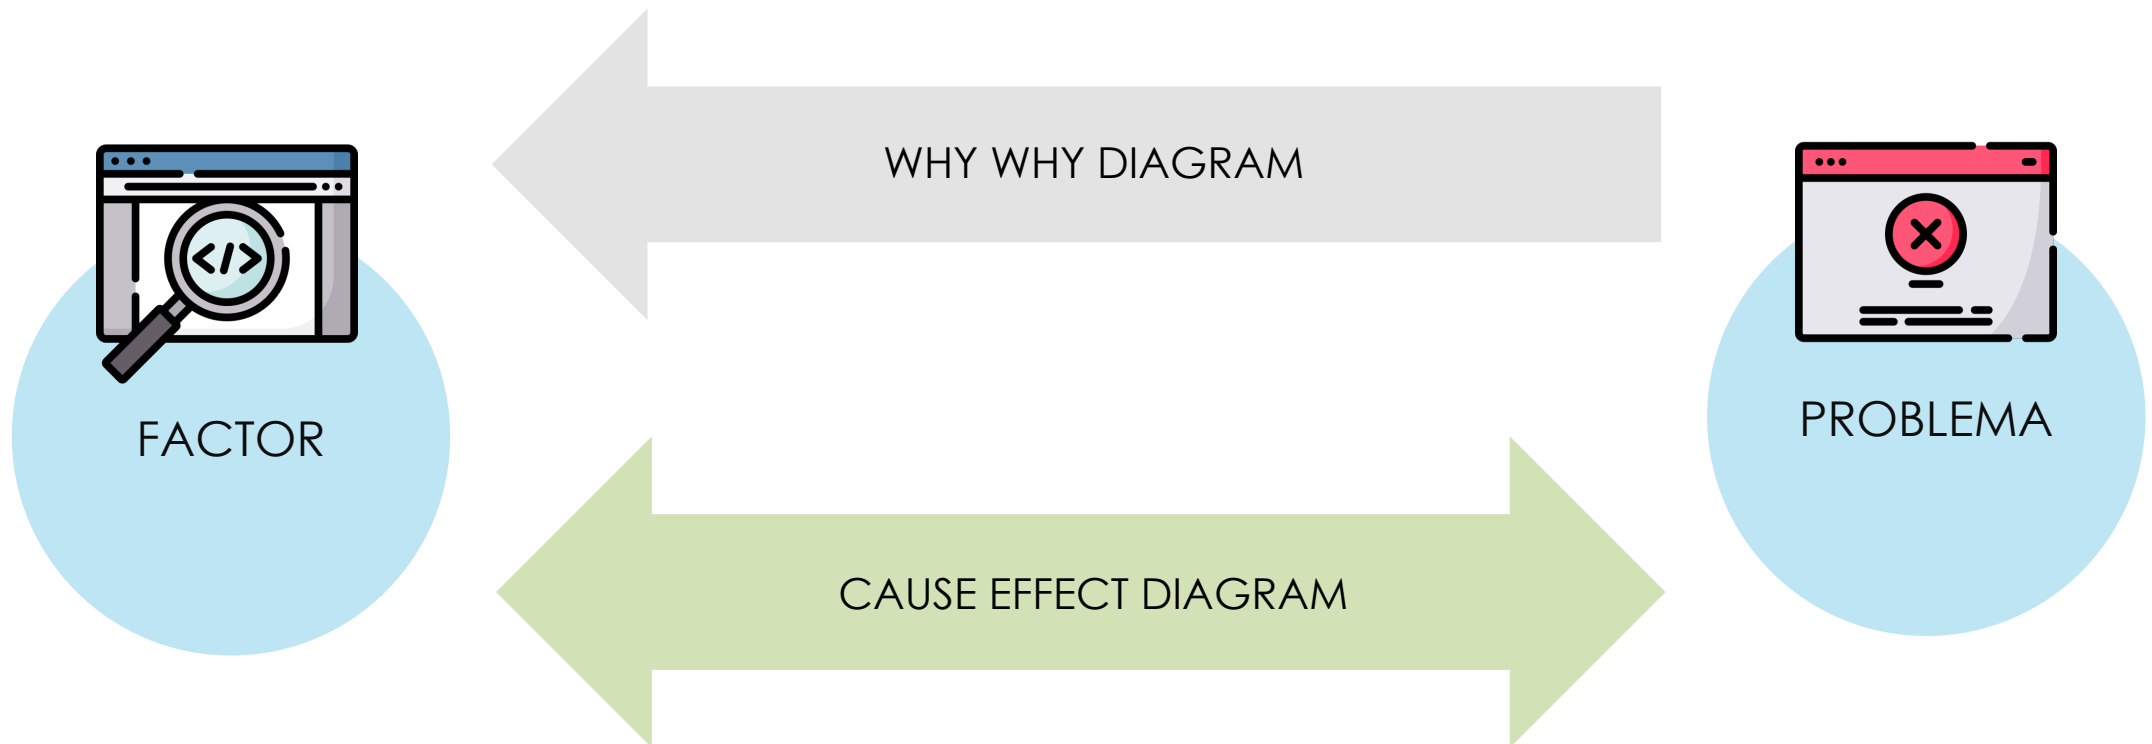 WHY WHY DIAGRAM
FACTOR
PROBLEMA
CAUSE EFFECT DIAGRAM